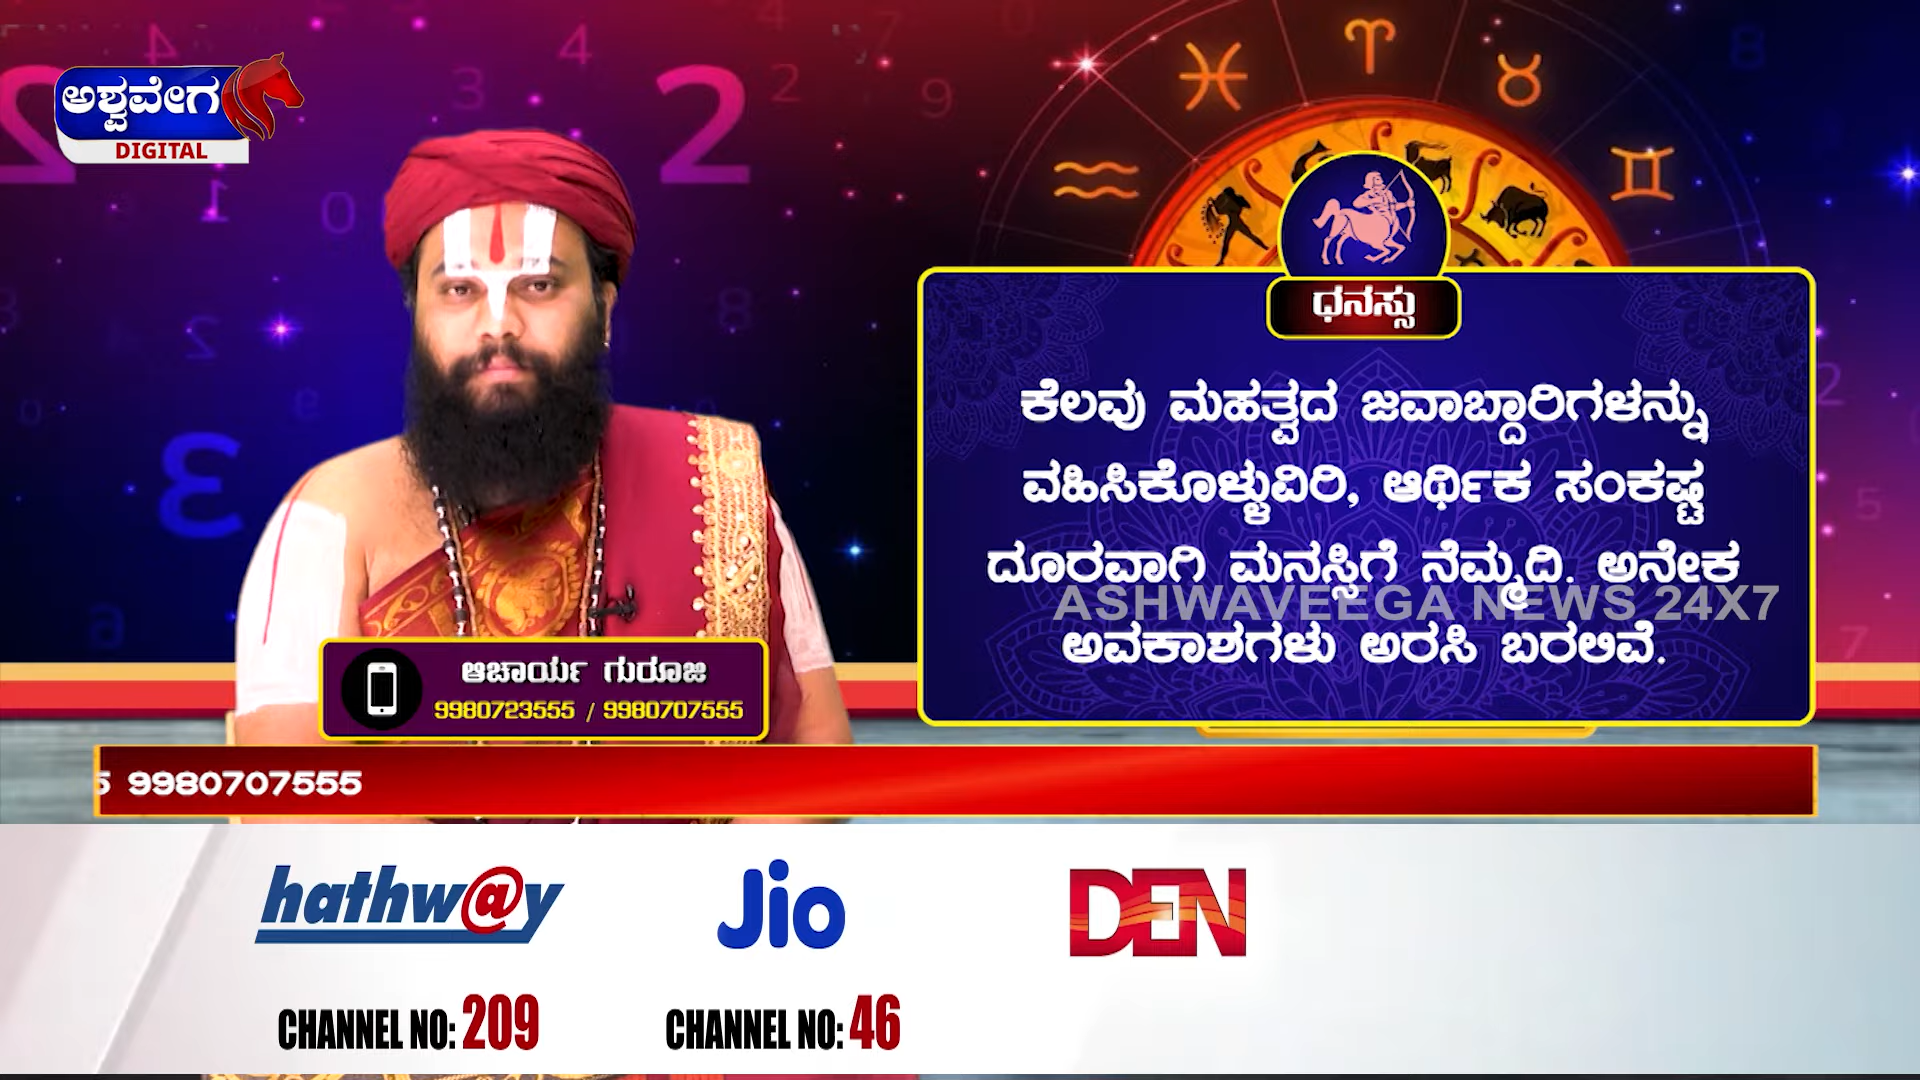 ಅಶ್ವವೇಗ
DIGITAL
ಧನಸ್ಸು
ಕೆಲವು ಮಹತ್ವದ ಜವಾಬ್ದಾರಿಗಳನ್ನು
ವಹಿಸಿಕೊಳ್ಳುವಿರಿ, ಆರ್ಥಿಕ ಸಂಕಷ್ಟ
ದೂರವಾಗಿ ಮನಸ್ಸಿಗೆ ನೆಮ್ಮದಿ. ಅನೇಕ
ASHWAVEEGA NEWS 24X7
ಅವಕಾಶಗಳು ಅರಸಿ ಬರಲಿವೆ.
ಆಚಾರ್ಯ ಗುರೂಜಿ
9980723555 / 9980707555
5 9980707555
hathw@y
Jio
DEN
CHANNEL NO: 209
CHANNEL NO: 46